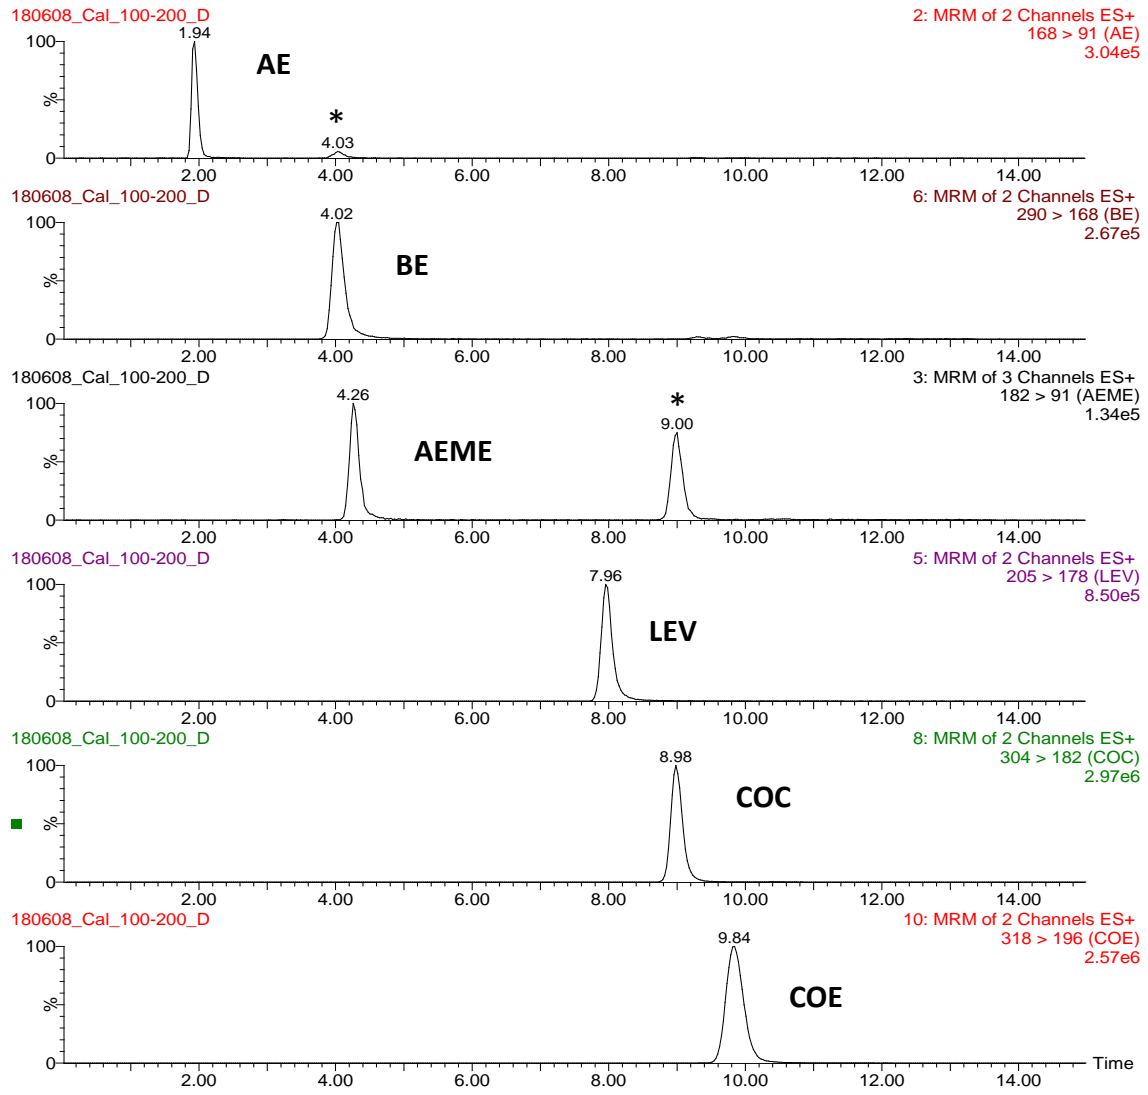 180608_Cal_100-200_D 2: MRM of 2 Channels ES+
168 > 91 (AE)
3.04e5
1.94
100
AE
%
*
4.03
0
2.00 4.00 6.00 8.00 10.00 12.00 14.00
180608_Cal_100-200_D 6: MRM of 2 Channels ES+
290 > 168 (BE)
2.67e5
4.02
100
BE
%
0
2.00 4.00 6.00 8.00 10.00 12.00 14.00
180608_Cal_100-200_D 3: MRM of 3 Channels ES+
182 > 91 (AEME)
1.34e5
4.26
100
*
9.00
AEME
%
0
2.00 4.00 6.00 8.00 10.00 12.00 14.00
180608_Cal_100-200_D 5: MRM of 2 Channels ES+
205 > 178 (LEV)
8.50e5
7.96
100
LEV
%
0
2.00 4.00 6.00 8.00 10.00 12.00 14.00
180608_Cal_100-200_D 8: MRM of 2 Channels ES+
304 > 182 (COC)
2.97e6
8.98
100
COC
%
0
2.00 4.00 6.00 8.00 10.00 12.00 14.00
180608_Cal_100-200_D 10: MRM of 2 Channels ES+
318 > 196 (COE)
2.57e6
9.84
100
COE
%
0
Time
2.00 4.00 6.00 8.00 10.00 12.00 14.00